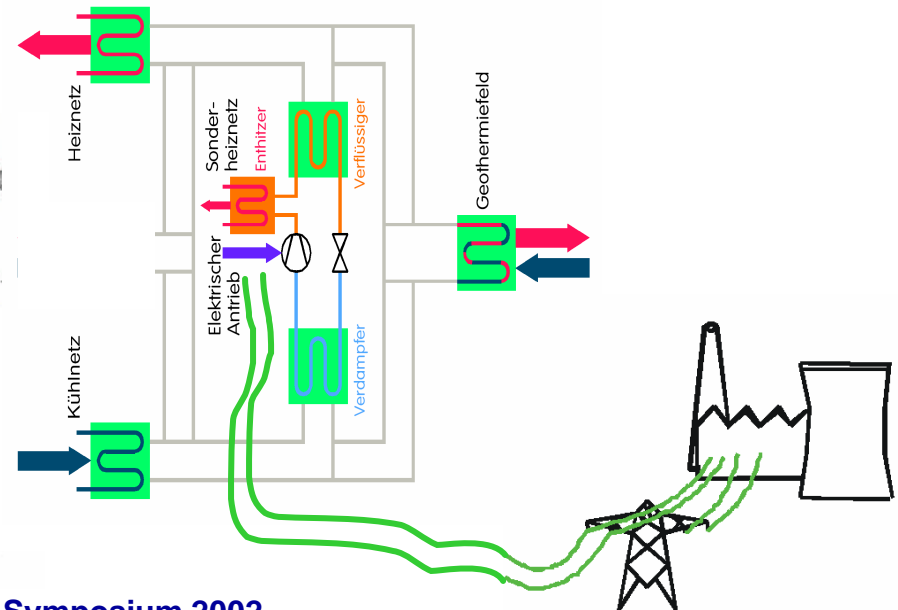 Heiznetz
Sonder-
heiznetz
Enthitzer
Verflüssiger
Geothermiefeld
Elektrischer
Antrieb
Kühlnetz
Verdampfer
Symposium 2002